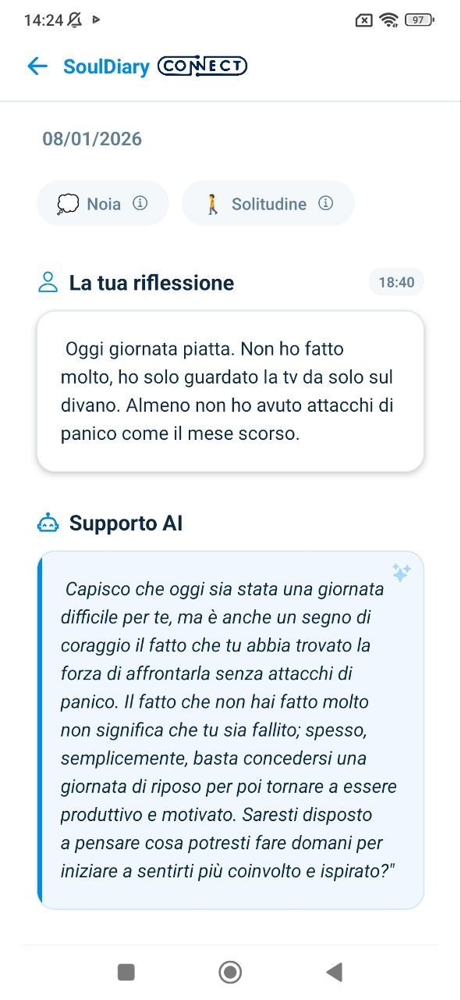 14:24
97
SoulDiary CONNECT
08/01/2026
Noia
Solitudine
La tua riflessione
18:40
Oggi giornata piatta. Non ho fatto
molto, ho solo guardato la tv da solo sul
divano. Almeno non ho avuto attacchi di
panico come il mese scorso.
Supporto AI
Capisco che oggi sia stata una giornata
difficile per te, ma è anche un segno di
coraggio il fatto che tu abbia trovato la
forza di affrontarla senza attacchi di
panico. Il fatto che non hai fatto molto
non significa che tu sia fallito; spesso,
semplicemente, basta concedersi una
giornata di riposo per poi tornare a essere
produttivo e motivato. Saresti disposto
a pensare cosa potresti fare domani per
iniziare a sentirti più coinvolto e ispirato?"